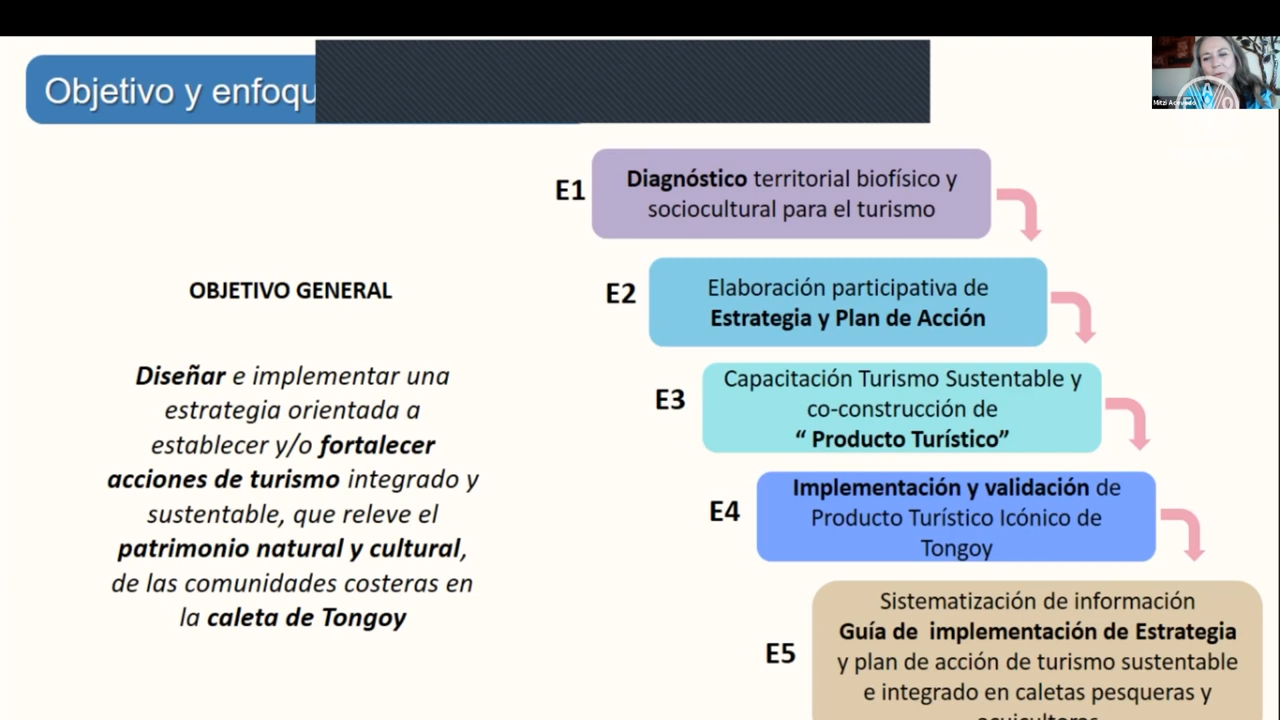 Objetivo y enfoqu
Mitzi Acevedo
E1
Diagnóstico territorial biofísico y
sociocultural para el turismo
E2
Elaboración participativa de
Estrategia y Plan de Acción
OBJETIVO GENERAL
Diseñar e implementar una
estrategia orientada a
establecer y/o fortalecer
acciones de turismo integrado y
sustentable, que releve el
patrimonio natural y cultural,
de las comunidades costeras en
la caleta de Tongoy
E3
Capacitación Turismo Sustentable y
co-construcción de
“ Producto Turístico”
E4
Implementación y validación de
Producto Turístico Icónico de
Tongoy
E5
Sistematización de información
Guía de implementación de Estrategia
y plan de acción de turismo sustentable
e integrado en caletas pesqueras y